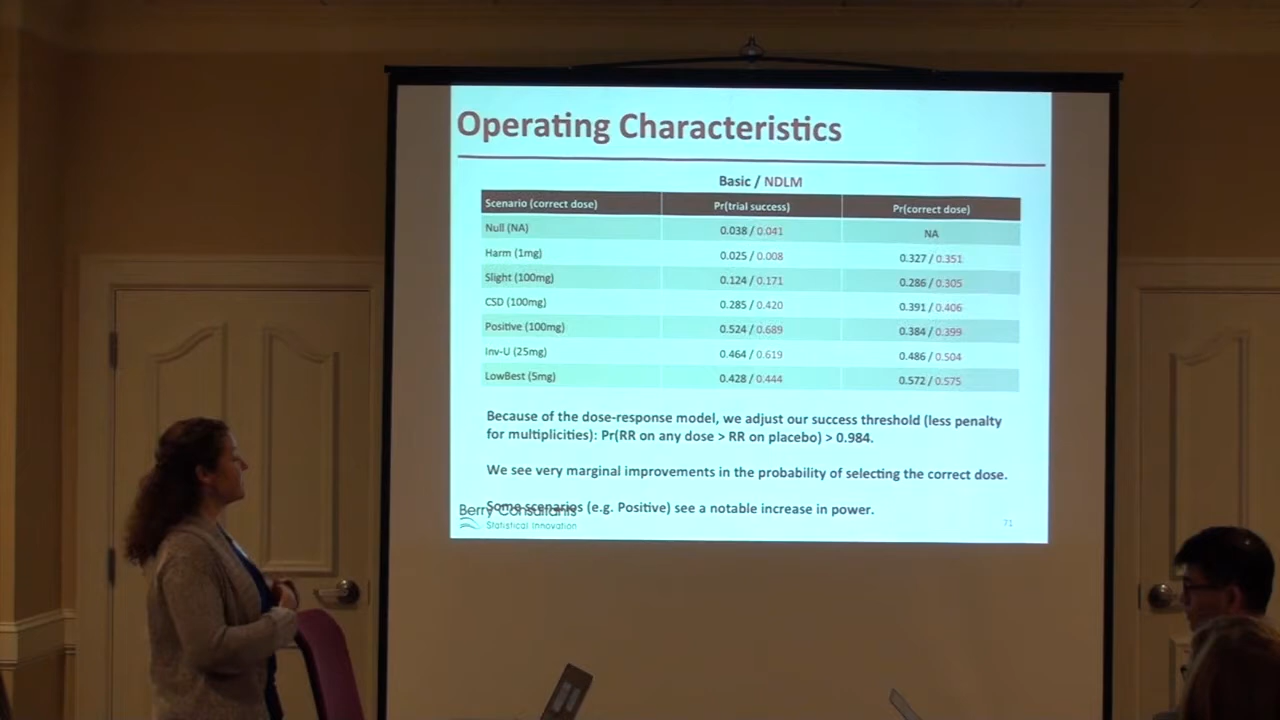 Operating Characteristics
Basic / NDLM
Scenario (correct dose) Pr(trial success) Pr(correct dose)
Null (NA) 0.038 / 0.041 NA
Harm (1mg) 0.025 / 0.008 0.327 / 0.351
Slight (100mg) 0.124 / 0.171 0.286 / 0.305
CSD (100mg) 0.285 / 0.420 0.391 / 0.406
Positive (100mg) 0.524 / 0.689 0.384 / 0.399
Inv-U (25mg) 0.464 / 0.619 0.486 / 0.504
LowBest (5mg) 0.428 / 0.444 0.572 / 0.575
Because of the dose-response model, we adjust our success threshold (less penalty
for multiplicities): Pr(RR on any dose > RR on placebo) > 0.984.
We see very marginal improvements in the probability of selecting the correct dose.
Some scenarios (e.g. Positive) see a notable increase in power.
Berry Consultants
Statistical Innovation
71